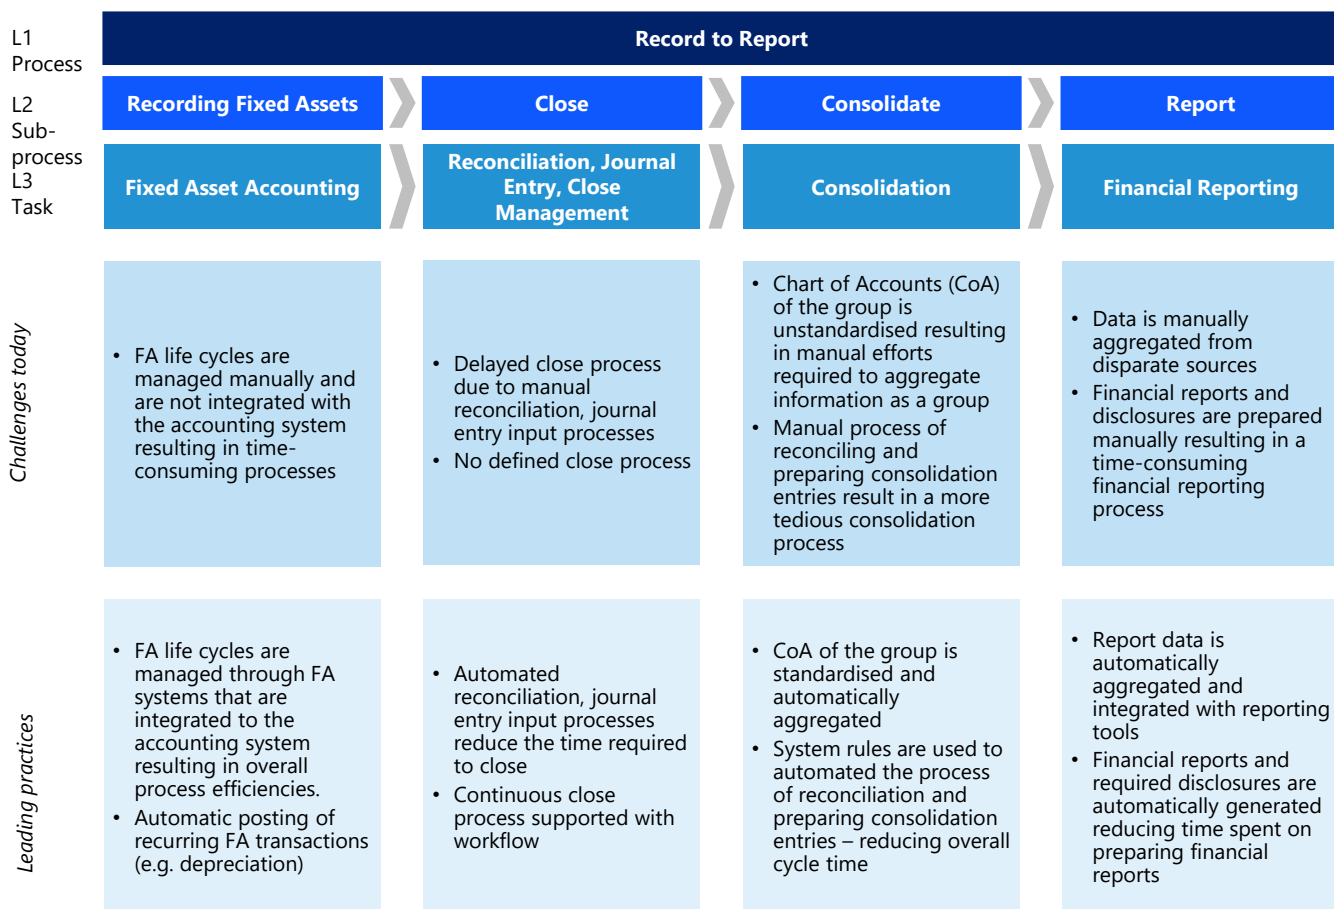 L1
Process
Record to Report
L2
Sub-
process
Recording Fixed Assets
Close
Consolidate
Report
L3
Task
Fixed Asset Accounting
Reconciliation, Journal
Entry, Close
Management
Consolidation
Financial Reporting
Challenges today
• FA life cycles are
managed manually and
are not integrated with
the accounting system
resulting in time-
consuming processes
• Delayed close process
due to manual
reconciliation, journal
entry input processes
• No defined close process
• Chart of Accounts (CoA)
of the group is
unstandardised resulting
in manual efforts
required to aggregate
information as a group
• Manual process of
reconciling and
preparing consolidation
entries result in a more
tedious consolidation
process
• Data is manually
aggregated from
disparate sources
• Financial reports and
disclosures are prepared
manually resulting in a
time-consuming
financial reporting
process
Leading practices
• FA life cycles are
managed through FA
systems that are
integrated to the
accounting system
resulting in overall
process efficiencies.
• Automatic posting of
recurring FA transactions
(e.g. depreciation)
• Automated
reconciliation, journal
entry input processes
reduce the time required
to close
• Continuous close
process supported with
workflow
• CoA of the group is
standardised and
automatically
aggregated
• System rules are used to
automated the process
of reconciliation and
preparing consolidation
entries – reducing overall
cycle time
• Report data is
automatically
aggregated and
integrated with reporting
tools
• Financial reports and
required disclosures are
automatically generated
reducing time spent on
preparing financial
reports